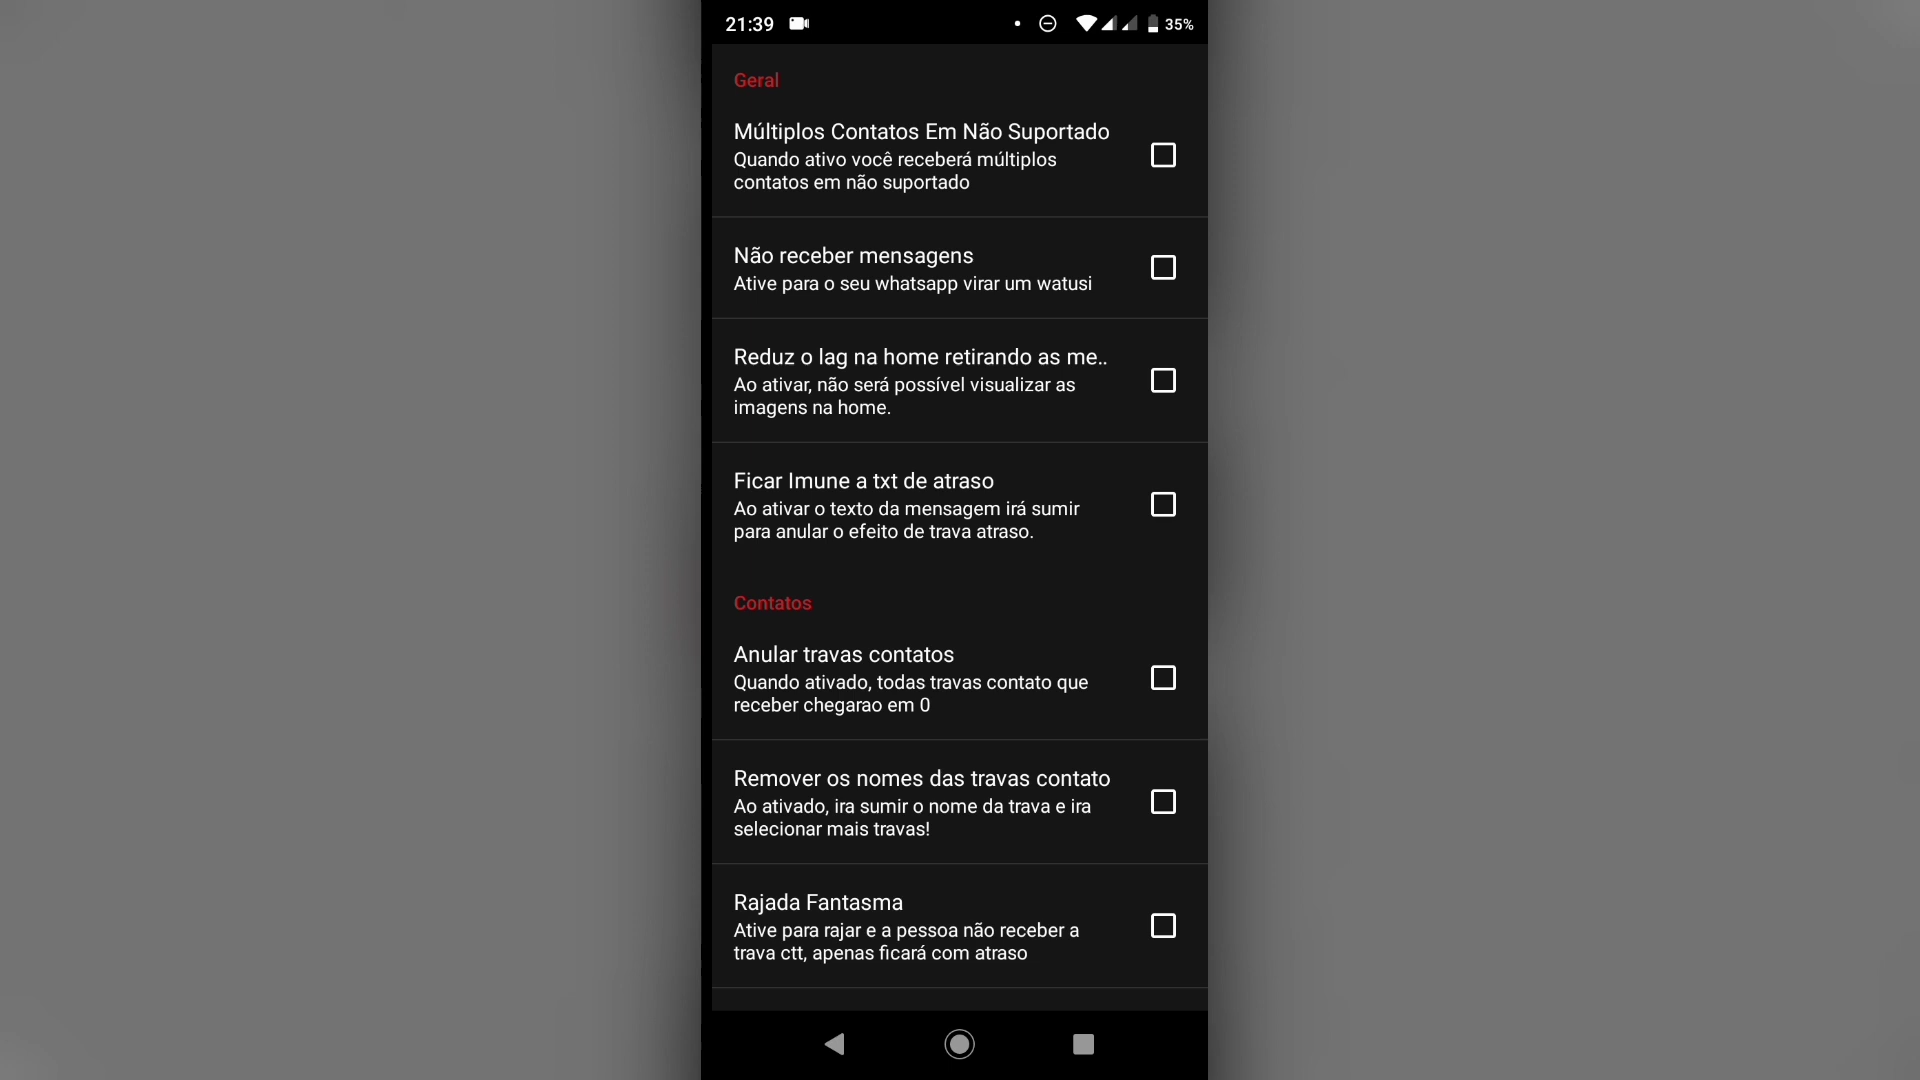 21:39
35%
Geral
Múltiplos Contatos Em Não Suportado
Quando ativo você receberá múltiplos
contatos em não suportado
Não receber mensagens
Ative para o seu whatsapp virar um watusi
Reduz o lag na home retirando as me..
Ao ativar, não será possível visualizar as
imagens na home.
Ficar Imune a txt de atraso
Ao ativar o texto da mensagem irá sumir
para anular o efeito de trava atraso.
Contatos
Anular travas contatos
Quando ativado, todas travas contato que
receber chegarao em 0
Remover os nomes das travas contato
Ao ativado, ira sumir o nome da trava e ira
selecionar mais travas!
Rajada Fantasma
Ative para rajar e a pessoa não receber a
trava ctt, apenas ficará com atraso